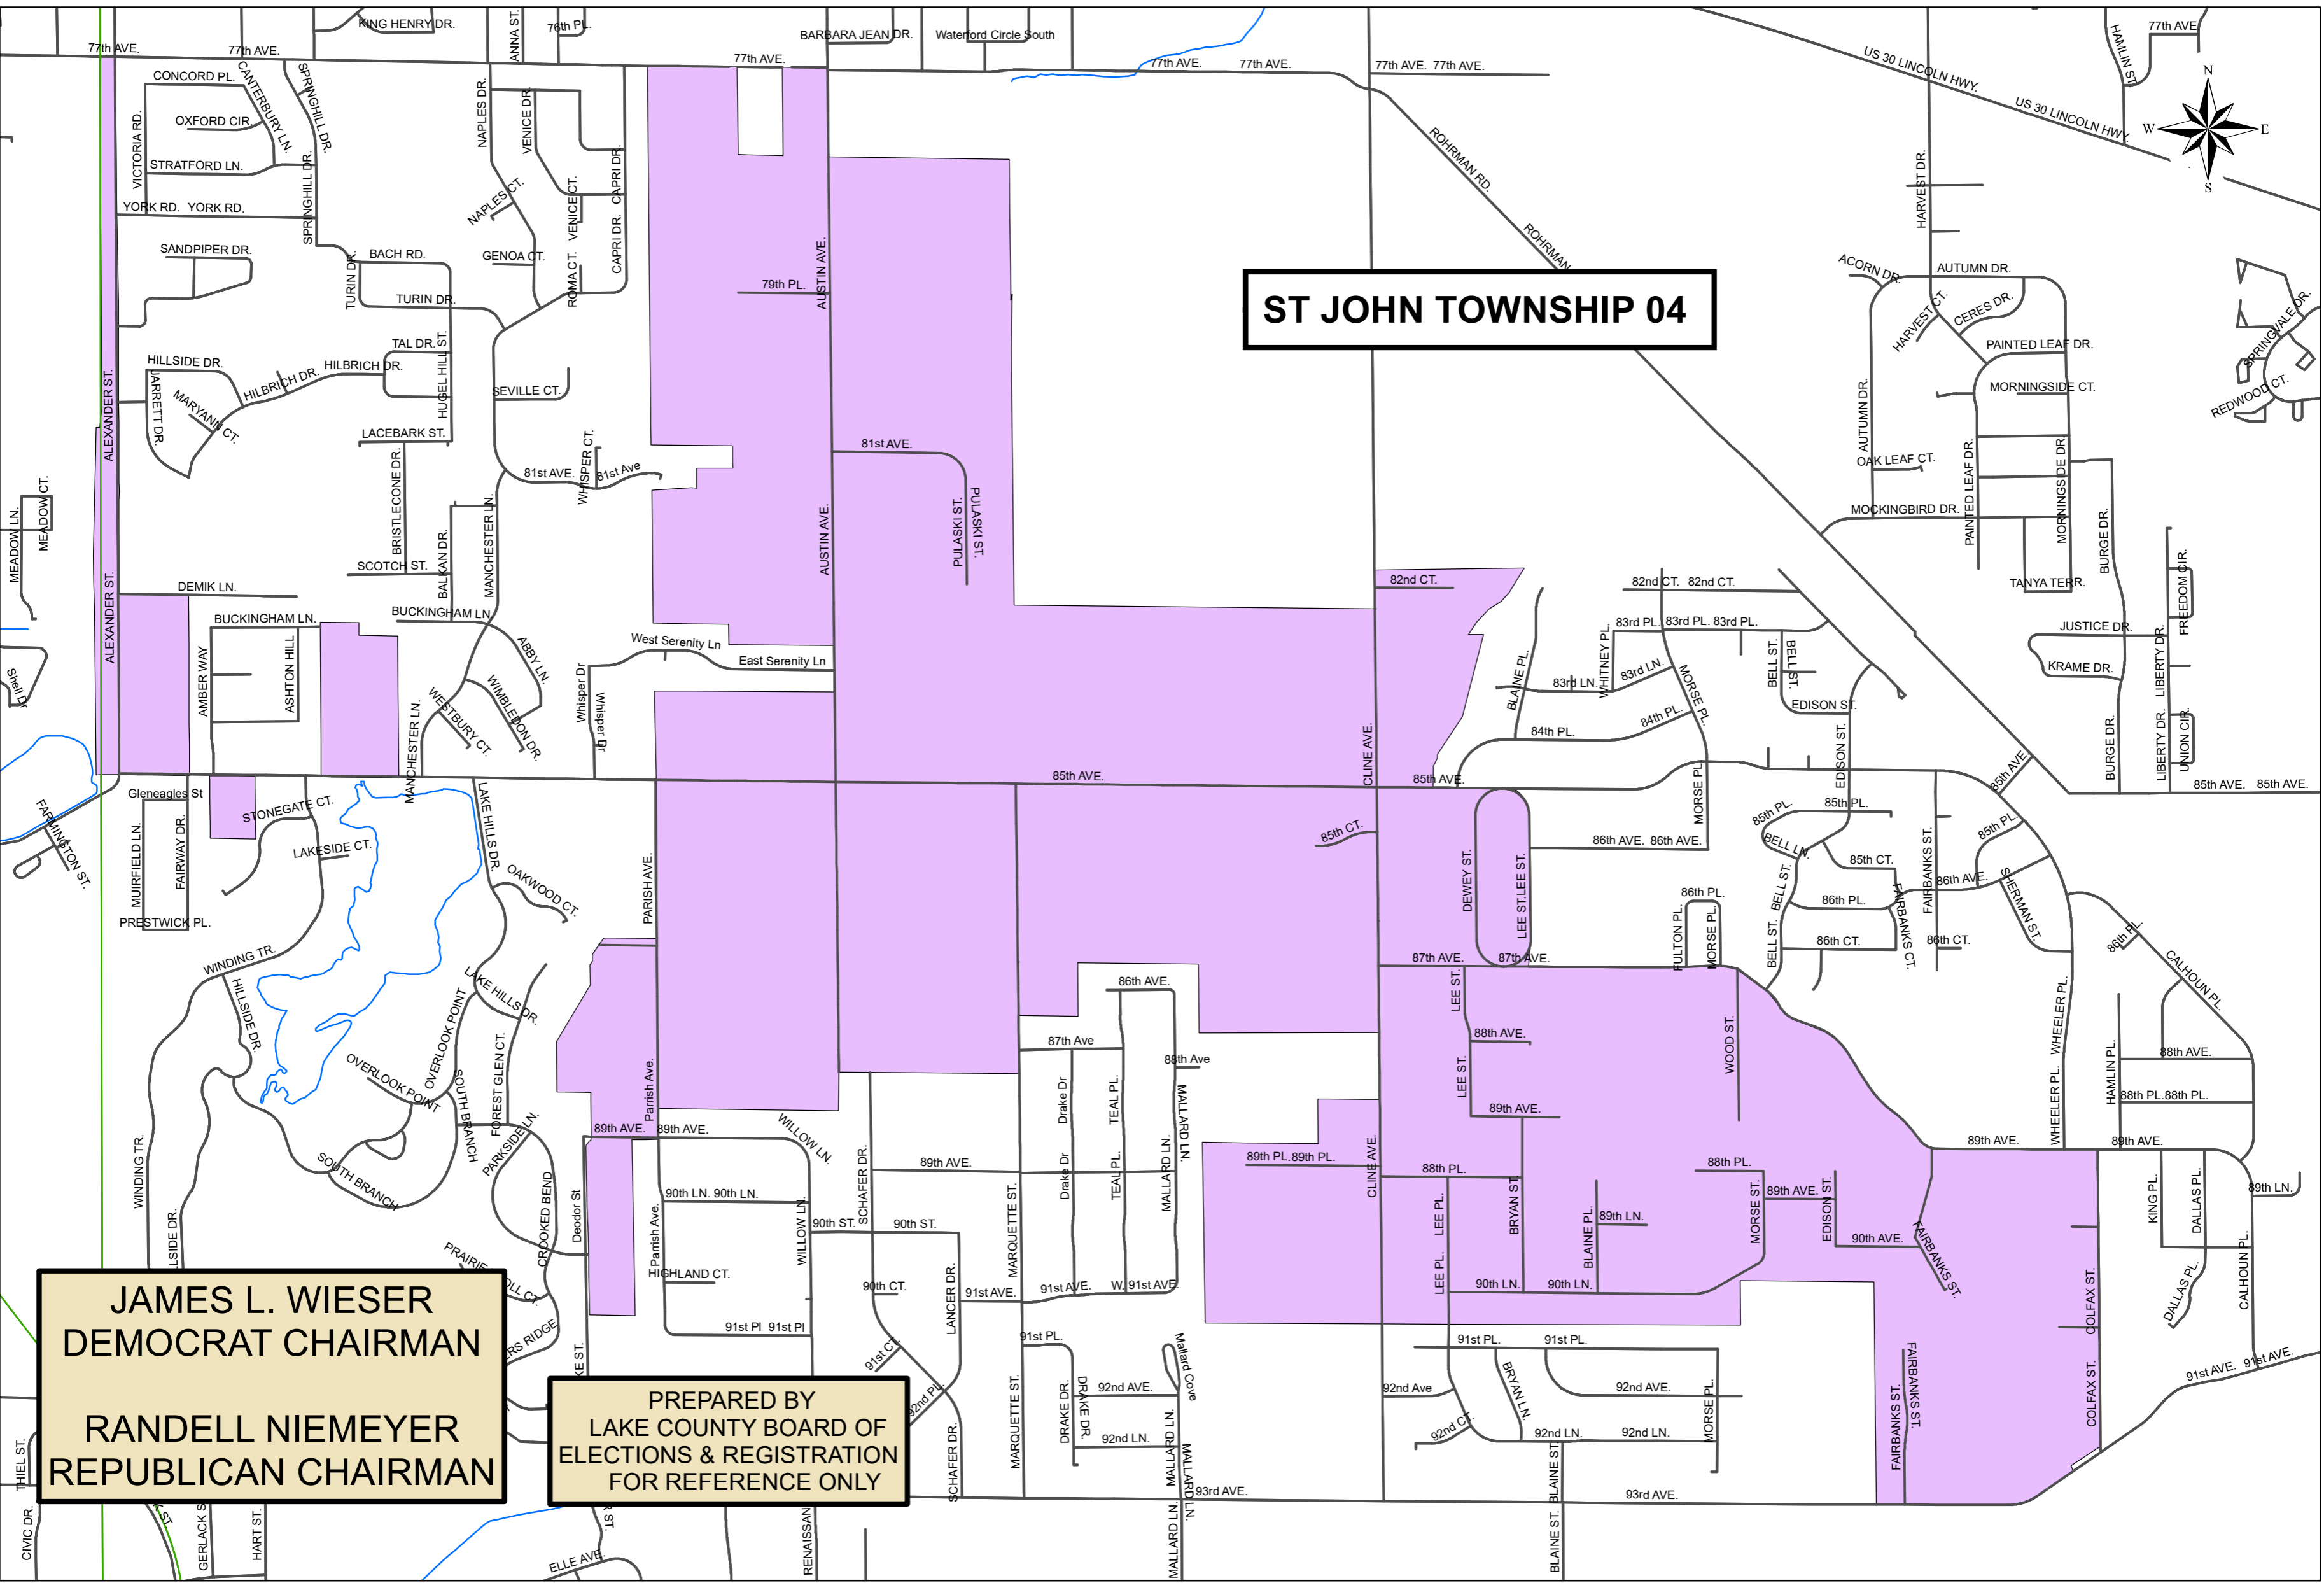 KING HENRY DR.
ANNA ST.
76th PL.
BARBARA JEAN DR.
Waterford Circle South
HAMLIN ST.
77th AVE
77th AVE.
77th AVE.
77th AVE.
77th AVE.
77th AVE.
77th AVE. 77th AVE.
US 30 LINCOLN HWY.
US 30 LINCOLN HWY.
N
W
E
S
CONCORD PL.
CANTERBURY LN.
SPRINGHILL DR.
OXFORD CIR.
VICTORIA RD.
STRATFORD LN.
YORK RD. YORK RD.
SPRINGHILL DR.
NAPLES DR.
VENICE DR.
NAPLES CT.
VENICE CT.
CAPRI DR.
CAPRI DR.
GENOA CT.
ROMA CT.
ROHRMAN RD.
ROHRMAN
HARVEST DR.
SANDPIPER DR.
TURIN DR.
BACH RD.
TURIN DR.
79th PL.
AUSTIN AVE.
ST JOHN TOWNSHIP 04
ACORN DR.
AUTUMN DR.
HARVEST CT.
CERES DR.
PAINTED LEAF DR.
MORNINGSIDE CT.
SPRINGVALE DR.
REDWOOD CT.
AUTUMN DR.
OAK LEAF CT.
PAINTED LEAF DR.
MORNINGSIDE DR.
MOCKINGBIRD DR.
BURGE DR.
TANYA TERR.
FREEDOM CIR.
JUSTICE DR.
KRAME DR.
LIBERTY DR.
LIBERTY DR.
UNION CIR.
BURGE DR.
ALEXANDER ST.
HILLSIDE DR.
JARRETT DR.
MARYANN CT.
HILBRICH DR.
HILBRICH DR.
TAL DR.
HUGEL HILL ST.
LACEBARK ST.
BRISTLECONE DR.
SEVILLE CT.
81st AVE.
WHISPER CT.
81st Ave
81st AVE.
PULASKI ST.
PULASKI ST.
AUSTIN AVE.
MEADOW LN.
MEADOW CT.
ALEXANDER ST.
SCOTCH ST.
BALKAN DR.
MANCHESTER LN.
DEMIK LN.
BUCKINGHAM LN.
BUCKINGHAM LN.
AMBER WAY
ASHTON HILL
ABBY LN.
WIMBLEDON DR.
WESTBURY CT.
MANCHESTER LN.
West Serenity Ln
East Serenity Ln
Whisper Dr
Whisper Dr
Shell Dr
82nd CT.
82nd CT. 82nd CT.
BLAINE PL.
WHITNEY PL.
83rd PL.
83rd PL. 83rd PL.
83rd LN.
83rd LN.
MORSE PL.
BELL ST.
BELL ST.
EDISON ST.
EDISON ST.
84th PL.
84th PL.
CLINE AVE.
85th AVE.
85th AVE.
85th AVE.
85th AVE. 85th AVE.
MORSE PL.
FARMINGTON ST.
Gleneagles St
MUIRFIELD LN.
FAIRWAY DR.
PRESTWICK PL.
STONEGATE CT.
LAKESIDE CT.
LAKE HILLS DR.
OAKWOOD CT.
PARISH AVE.
85th CT.
DEWEY ST.
LEE ST.
LEE ST.
86th AVE. 86th AVE.
85th PL.
85th PL.
BELL LN.
85th CT.
BELL ST.
86th PL.
86th CT.
FAIRBANKS ST.
FAIRBANKS CT.
86th AVE.
86th CT.
85th PL.
SHERMAN ST.
86th PL.
FULTON PL.
MORSE PL.
BELL ST.
86th PL.
CALHOUN PL.
WINDING TR.
HILLSIDE DR.
LAKE HILLS DR.
OVERLOOK POINT
OVERLOOK POINT
SOUTH BRANCH
FOREST GLEN CT.
PARKSIDE LN.
SOUTH BRANCH
WINDING TR.
LSIDE DR.
CROOKED BEND
87th AVE.
87th AVE.
86th AVE.
87th Ave
88th Ave
LEE ST.
88th AVE.
LEE ST.
89th AVE.
WOOD ST.
WHEELER PL.
WHEELER PL.
HAMLIN PL.
88th AVE.
88th PL.88th PL.
89th AVE.
89th AVE.
Parrish Ave.
89th AVE.
89th AVE.
WILLOW LN.
SCHAFER DR.
89th AVE.
Drake Dr
Drake Dr
TEAL PL.
TEAL PL.
MALLARD LN.
MALLARD LN.
89th PL.89th PL.
CLINE AVE.
88th PL.
88th PL.
89th AVE.
90th AVE.
MORSE ST.
EDISON ST.
FAIRBANKS ST.
KING PL.
DALLAS PL.
89th LN.
DALLAS PL.
CALHOUN PL.
Deodor St
Parrish Ave.
90th LN. 90th LN.
WILLOW LN.
90th ST.
90th ST.
HIGHLAND CT.
91st Pl 91st Pl
90th CT.
LANCER DR.
91st AVE.
MARQUETTE ST.
91st AVE.
W. 91st AVE.
LEE PL.
LEE PL.
BRYAN ST.
BLAINE PL.
89th LN.
90th LN.
90th LN.
COLFAX ST.
COLFAX ST.
FAIRBANKS ST.
FAIRBANKS ST.
91st AVE. 91st AVE.
PRAIRIE
OLL CT.
ERS RIDGE
KE ST.
91st CT.
92nd PL.
SCHAFER DR.
MARQUETTE ST.
91st PL.
DRAKE DR.
DRAKE DR.
92nd AVE.
92nd LN.
Mallard Cove
MALLARD LN.
MALLARD LN.
MALLARD LN.
91st PL.
91st PL.
92nd Ave
92nd CT.
BRYAN LN.
92nd AVE.
92nd LN.
92nd LN.
MORSE PL.
BLAINE ST.
BLAINE ST.
93rd AVE.
93rd AVE.
JAMES L. WIESER
DEMOCRAT CHAIRMAN
RANDELL NIEMEYER
REPUBLICAN CHAIRMAN
PREPARED BY
LAKE COUNTY BOARD OF
ELECTIONS & REGISTRATION
FOR REFERENCE ONLY
THIEL ST.
CIVIC DR.
GERLACK S
HART ST.
ELLE AVE.
R ST.
RENAISSAN